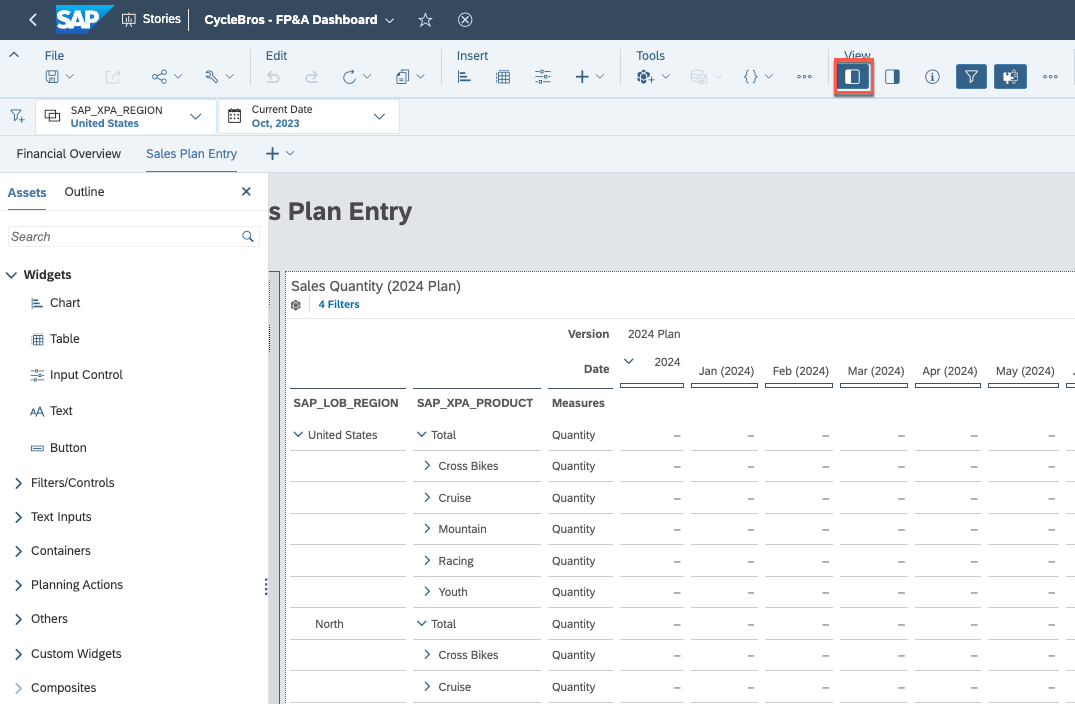 SAP Stories CycleBros - FP&A Dashboard
File Edit Insert Tools View
SAP_XPA_REGION
United States
Current Date
Oct, 2023
Financial Overview Sales Plan Entry
Assets Outline
s Plan Entry
Search
Widgets
Chart
Table
Input Control
Text
Button
Filters/Controls
Text Inputs
Containers
Planning Actions
Others
Custom Widgets
Composites
Sales Quantity (2024 Plan)
4 Filters
Version 2024 Plan
Date 2024 Jan (2024) Feb (2024) Mar (2024) Apr (2024) May (2024)
SAP_LOB_REGION SAP_XPA_PRODUCT Measures
United States Total Quantity – – – – – –
Cross Bikes Quantity – – – – – –
Cruise Quantity – – – – – –
Mountain Quantity – – – – – –
Racing Quantity – – – – – –
Youth Quantity – – – – – –
North Total Quantity – – – – – –
Cross Bikes Quantity – – – – – –
Cruise Quantity – – – – – –